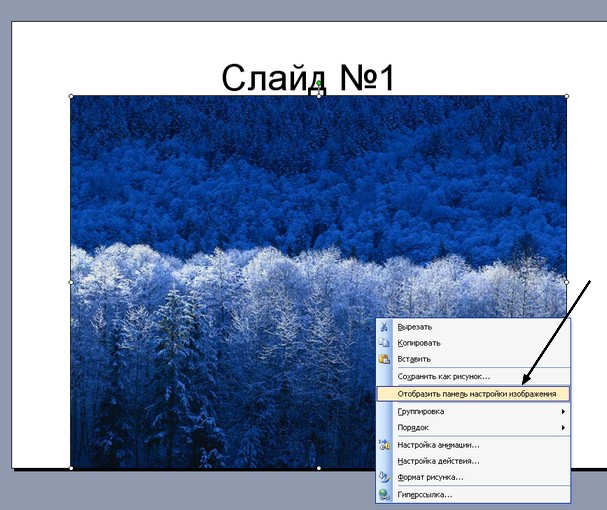 Слайд №1
Вырезать
Копировать
Вставить
Сохранить как рисунок...
Отобразить панель настройки изображения
Группировка
Порядок
Настройка анимации...
Настройка действия...
Формат рисунка...
Гиперссылка...